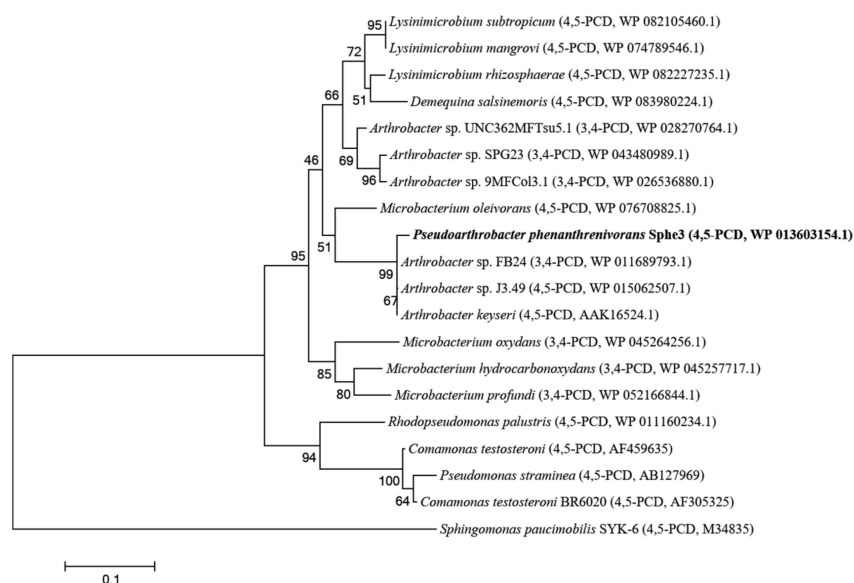 95
Lysinimicrobium subtropicum (4,5-PCD, WP 082105460.1)
Lysinimicrobium mangrovi (4,5-PCD, WP 074789546.1)
72
Lysinimicrobium rhizosphaerae (4,5-PCD, WP 082227235.1)
51
Demequina salsinemoris (4,5-PCD, WP 083980224.1)
66
Arthrobacter sp. UNC362MFTsu5.1 (3,4-PCD, WP 028270764.1)
69
Arthrobacter sp. SPG23 (3,4-PCD, WP 043480989.1)
96
Arthrobacter sp. 9MFCol3.1 (3,4-PCD, WP 026536880.1)
46
Microbacterium oleivorans (4,5-PCD, WP 076708825.1)
51
Pseudoarthrobacter phenanthrenivorans Sphe3 (4,5-PCD, WP 013603154.1)
95
99
Arthrobacter sp. FB24 (3,4-PCD, WP 011689793.1)
Arthrobacter sp. J3.49 (4,5-PCD, WP 015062507.1)
67
Arthrobacter keyseri (4,5-PCD, AAK16524.1)
Microbacterium oxydans (3,4-PCD, WP 045264256.1)
85
Microbacterium hydrocarbonoxydans (3,4-PCD, WP 045257717.1)
80
Microbacterium profundi (3,4-PCD, WP 052166844.1)
Rhodopseudomonas palustris (4,5-PCD, WP 011160234.1)
94
Comamonas testosteroni (4,5-PCD, AF459635)
100
Pseudomonas straminea (4,5-PCD, AB127969)
64
Comamonas testosteroni BR6020 (4,5-PCD, AF305325)
Sphingomonas paucimobilis SYK-6 (4,5-PCD, M34835)
0.1